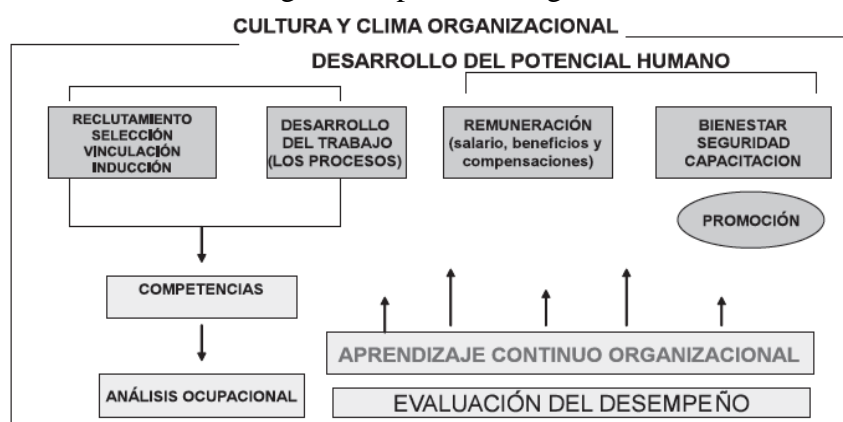 CULTURA Y CLIMA ORGANIZACIONAL
DESARROLLO DEL POTENCIAL HUMANO
RECLUTAMIENTO
SELECCIÓN
VINCULACIÓN
INDUCCIÓN
DESARROLLO
DEL TRABAJO
(LOS PROCESOS)
REMUNERACIÓN
(salario, beneficios y
compensaciones)
BIENESTAR
SEGURIDAD
CAPACITACION
PROMOCIÓN
COMPETENCIAS
ANÁLISIS OCUPACIONAL
APRENDIZAJE CONTINUO ORGANIZACIONAL
EVALUACIÓN DEL DESEMPEÑO